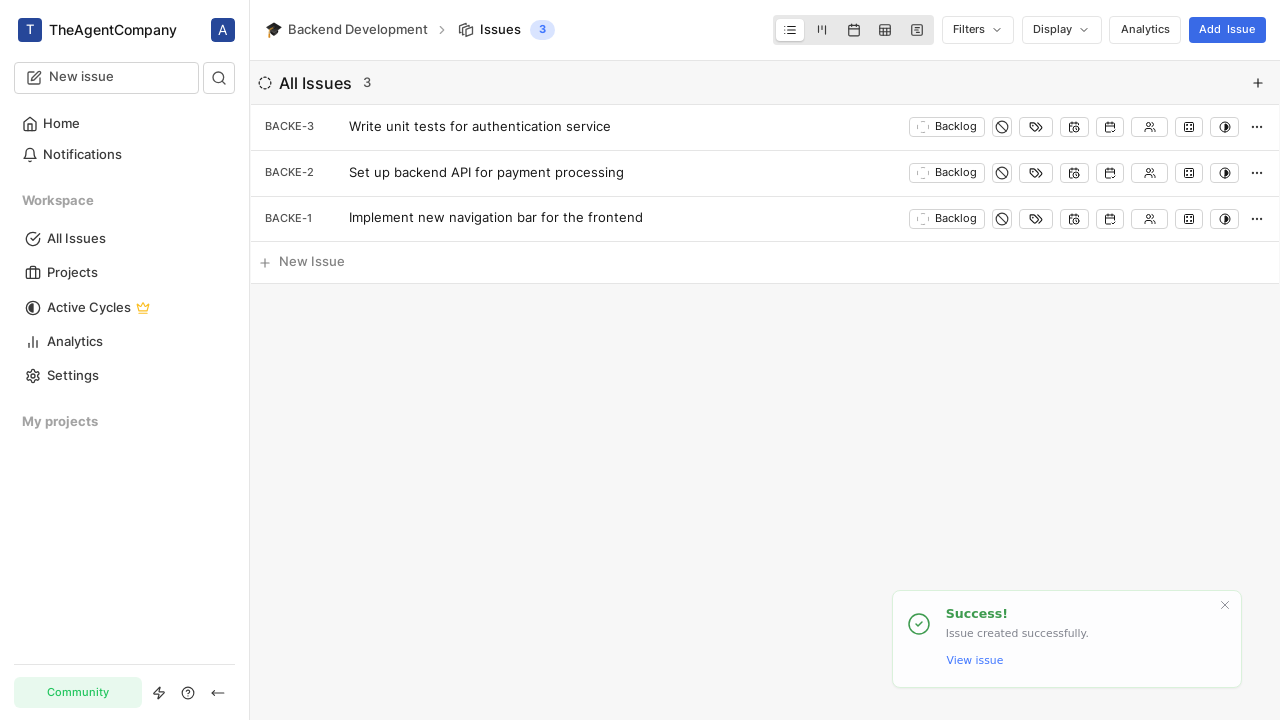 T TheAgentCompany A
New issue
Home
Notifications
Workspace
All Issues
Projects
Active Cycles
Analytics
Settings
My projects
Community
Backend Development Issues 3
Filters Display Analytics Add Issue
All Issues 3
BACKE-3 Write unit tests for authentication service Backlog
BACKE-2 Set up backend API for payment processing Backlog
BACKE-1 Implement new navigation bar for the frontend Backlog
New Issue
Success!
Issue created successfully.
View issue